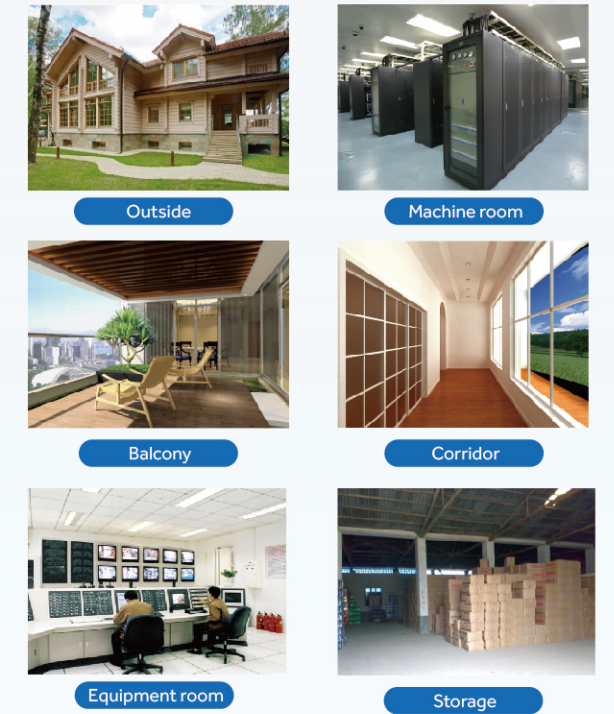 Outside
Machine room
Balcony
Corridor
Equipment room
Storage